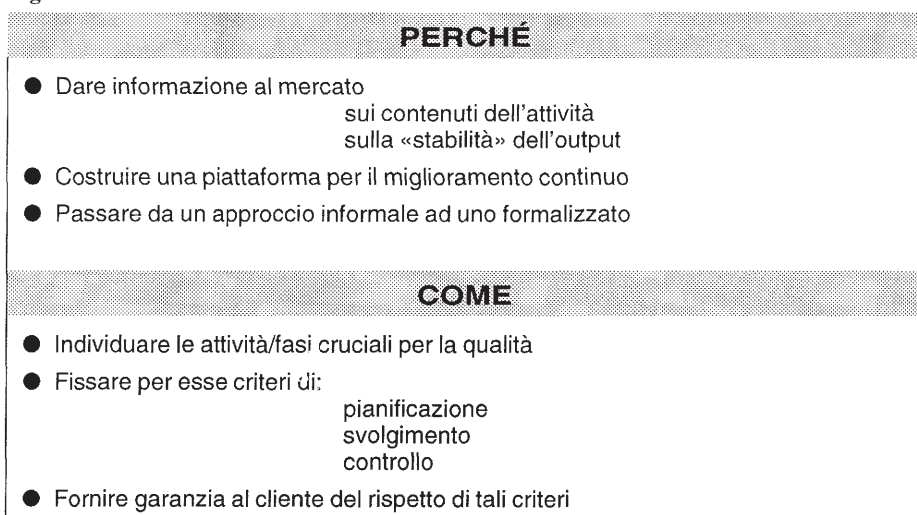 PERCHÉ
● Dare informazione al mercato
sui contenuti dell'attività
sulla «stabilità» dell'output
● Costruire una piattaforma per il miglioramento continuo
● Passare da un approccio informale ad uno formalizzato
COME
● Individuare le attività/fasi cruciali per la qualità
● Fissare per esse criteri di:
pianificazione
svolgimento
controllo
● Fornire garanzia al cliente del rispetto di tali criteri